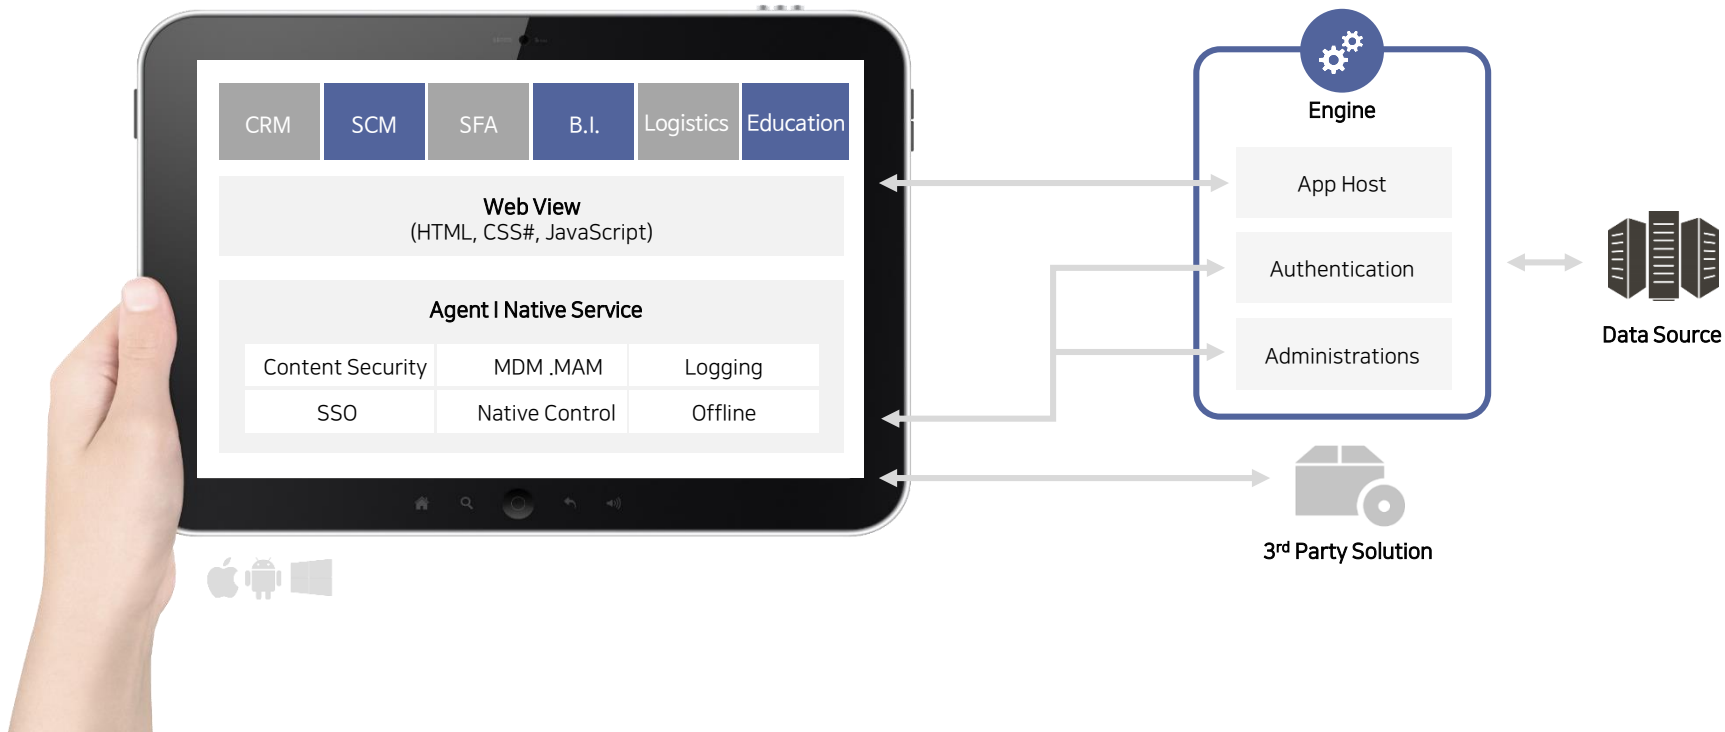 CRM SCM SFA B.I. Logistics Education
Web View
(HTML, CSS#, JavaScript)
Agent I Native Service
Content Security MDM .MAM Logging
SSO Native Control Offline
Engine
App Host
Authentication
Administrations
Data Source
3rd Party Solution